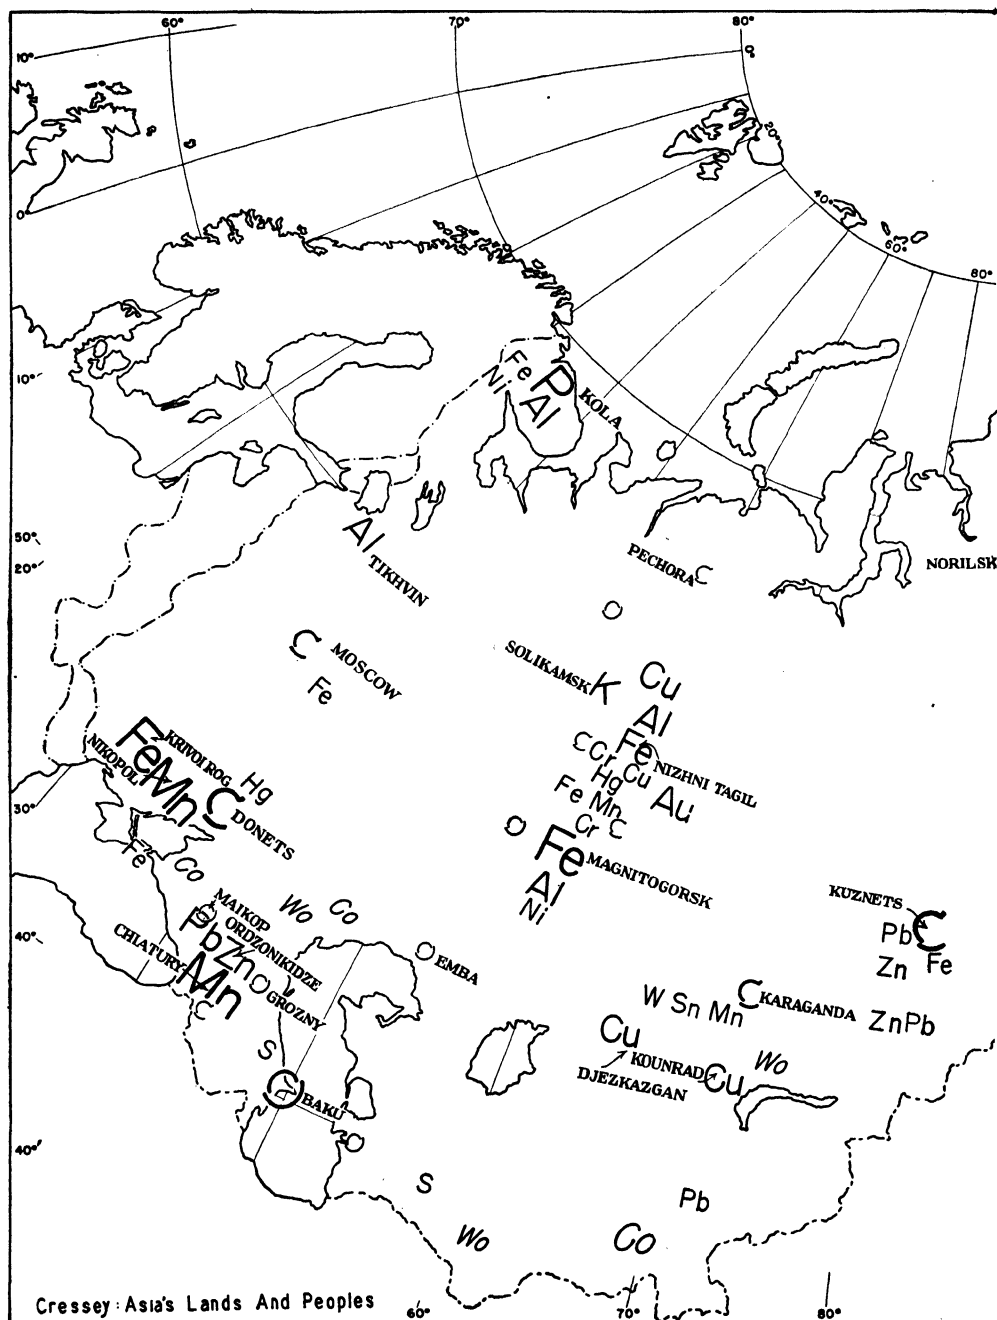 60°
70°
80°
10°
0°
20°
0°
40°
60°
80°
Fe
Ni
P
Al
KOLA
10°
50°
20°
Al
TIKHVIN
PECHORA C
NORILSK
C MOSCOW
Fe
SOLIKAMSK K
Cu
Al
Fe
NIZHNI TAGIL
C Cr Cu
Hg
Au
Fe Mn
Cr C
Fe
MAGNITOGORSK
Al
Ni
Fe
KRIVOI ROG
NIKOPOL
Mn
Hg
C
DONETS
30°
Fe
Co
MAIKOP
Wo Co
Pb Zn
ORDZONIKIDZE
CHIATURY
Mn
GROZNY
C
EMBA
KUZNETS
C
Pb
Zn Fe
40°
W Sn Mn
C KARAGANDA
Zn Pb
Cu
KOUNRAD
Cu
Wo
DJEZKAZGAN
S
BAKU
40°
S
Pb
Wo
Co
Cressey: Asia's Lands And Peoples
60°
70°
80°